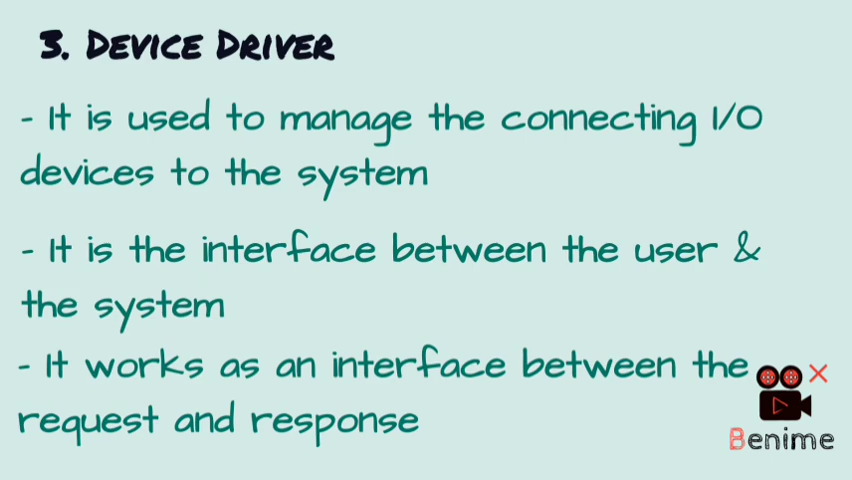 3. Device Driver
- It is used to manage the connecting I/O
devices to the system
- It is the interface between the user &
the system
- It works as an interface between the
request and response
Benime